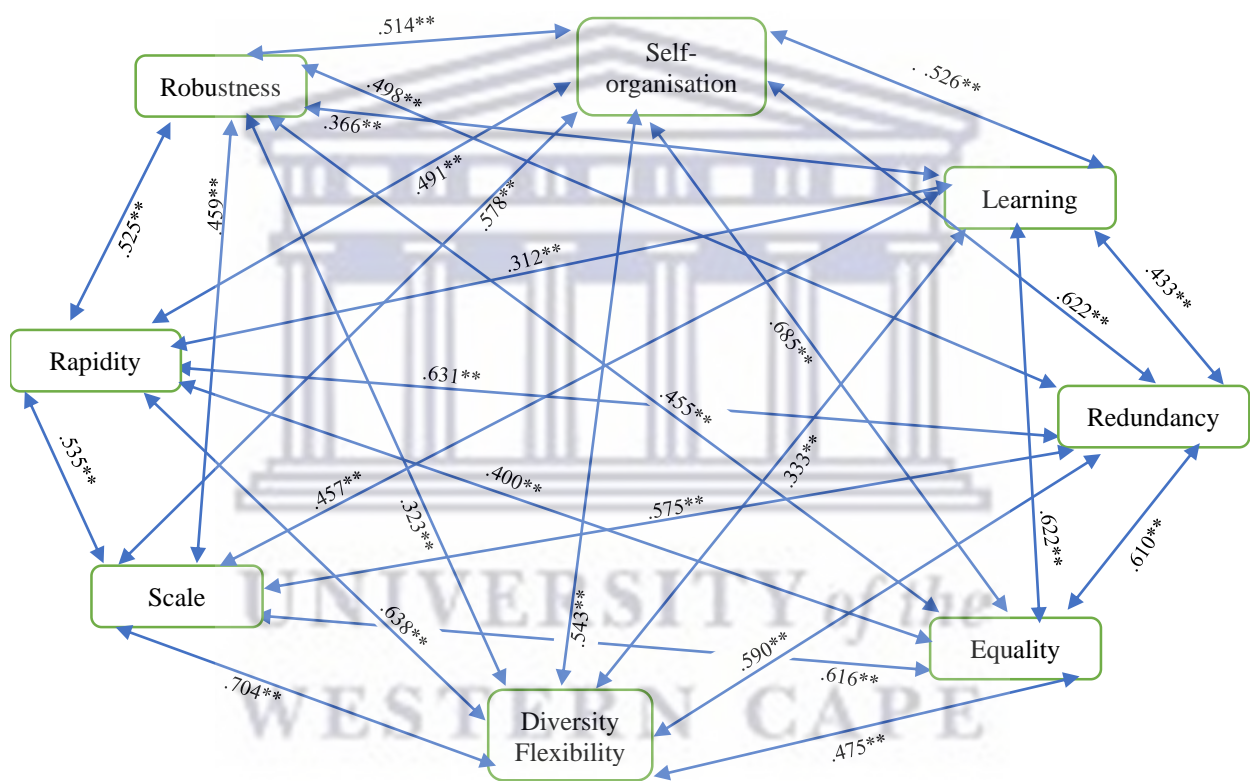 .514**
Self-
organisation
Robustness
.498**
. .526**
.366**
.491**
Learning
.459**
.578**
.525**
.312**
.433**
.622**
.685**
Rapidity
.631**
.455**
Redundancy
.535**
.333**
.457**
.400**
.575**
.323**
.622**
.610**
Scale
UNIVERSITY of the
.638**
.543**
.590**
Equality
.616**
.704**
WESTERN CAPE
Diversity
Flexibility
.475**